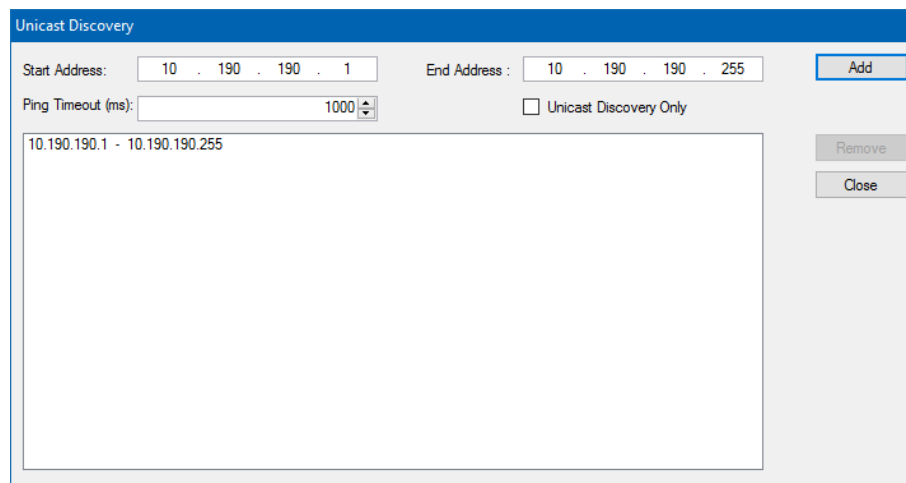 Unicast Discovery
Start Address: 10 . 190 . 190 . 1 End Address : 10 . 190 . 190 . 255 Add
Ping Timeout (ms): 1000 Unicast Discovery Only
10.190.190.1 - 10.190.190.255
Remove
Close